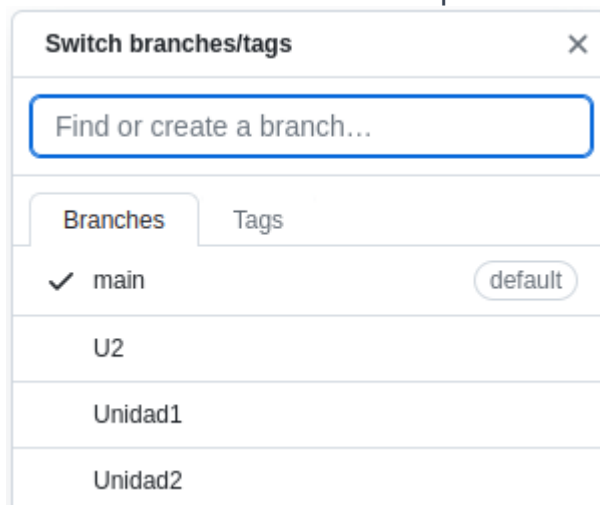 Switch branches/tags
Find or create a branch…
Branches Tags
main default
U2
Unidad1
Unidad2